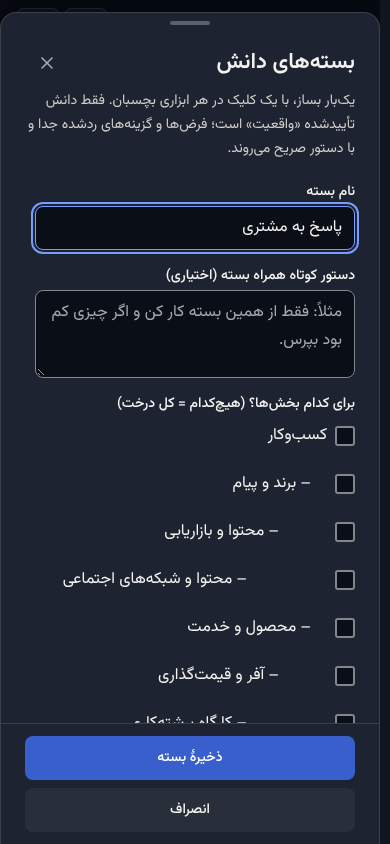 بسته‌های دانش
یک‌بار بساز، با یک کلیک در هر ابزاری بچسبان. فقط دانش
تأییدشده «واقعیت» است؛ فرض‌ها و گزینه‌های ردشده جدا و
با دستور صریح می‌روند.
نام بسته
پاسخ به مشتری
دستور کوتاه همراه بسته (اختیاری)
مثلاً: فقط از همین بسته کار کن و اگر چیزی کم
بود بپرس.
برای کدام بخش‌ها؟ (هیچ‌کدام = کل درخت)
کسب‌وکار
– برند و پیام
– محتوا و بازاریابی
– محتوا و شبکه‌های اجتماعی
– محصول و خدمت
– آفر و قیمت‌گذاری
ذخیرهٔ بسته
انصراف